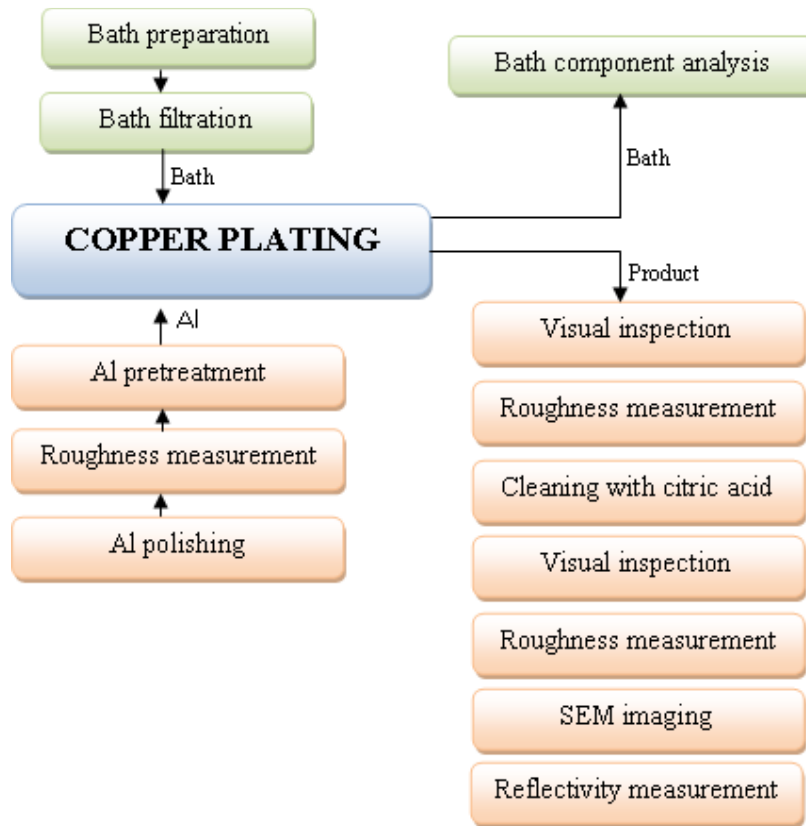 Bath preparation
Bath filtration
Bath
COPPER PLATING
Al
Al pretreatment
Roughness measurement
Al polishing
Bath component analysis
Bath
Product
Visual inspection
Roughness measurement
Cleaning with citric acid
Visual inspection
Roughness measurement
SEM imaging
Reflectivity measurement